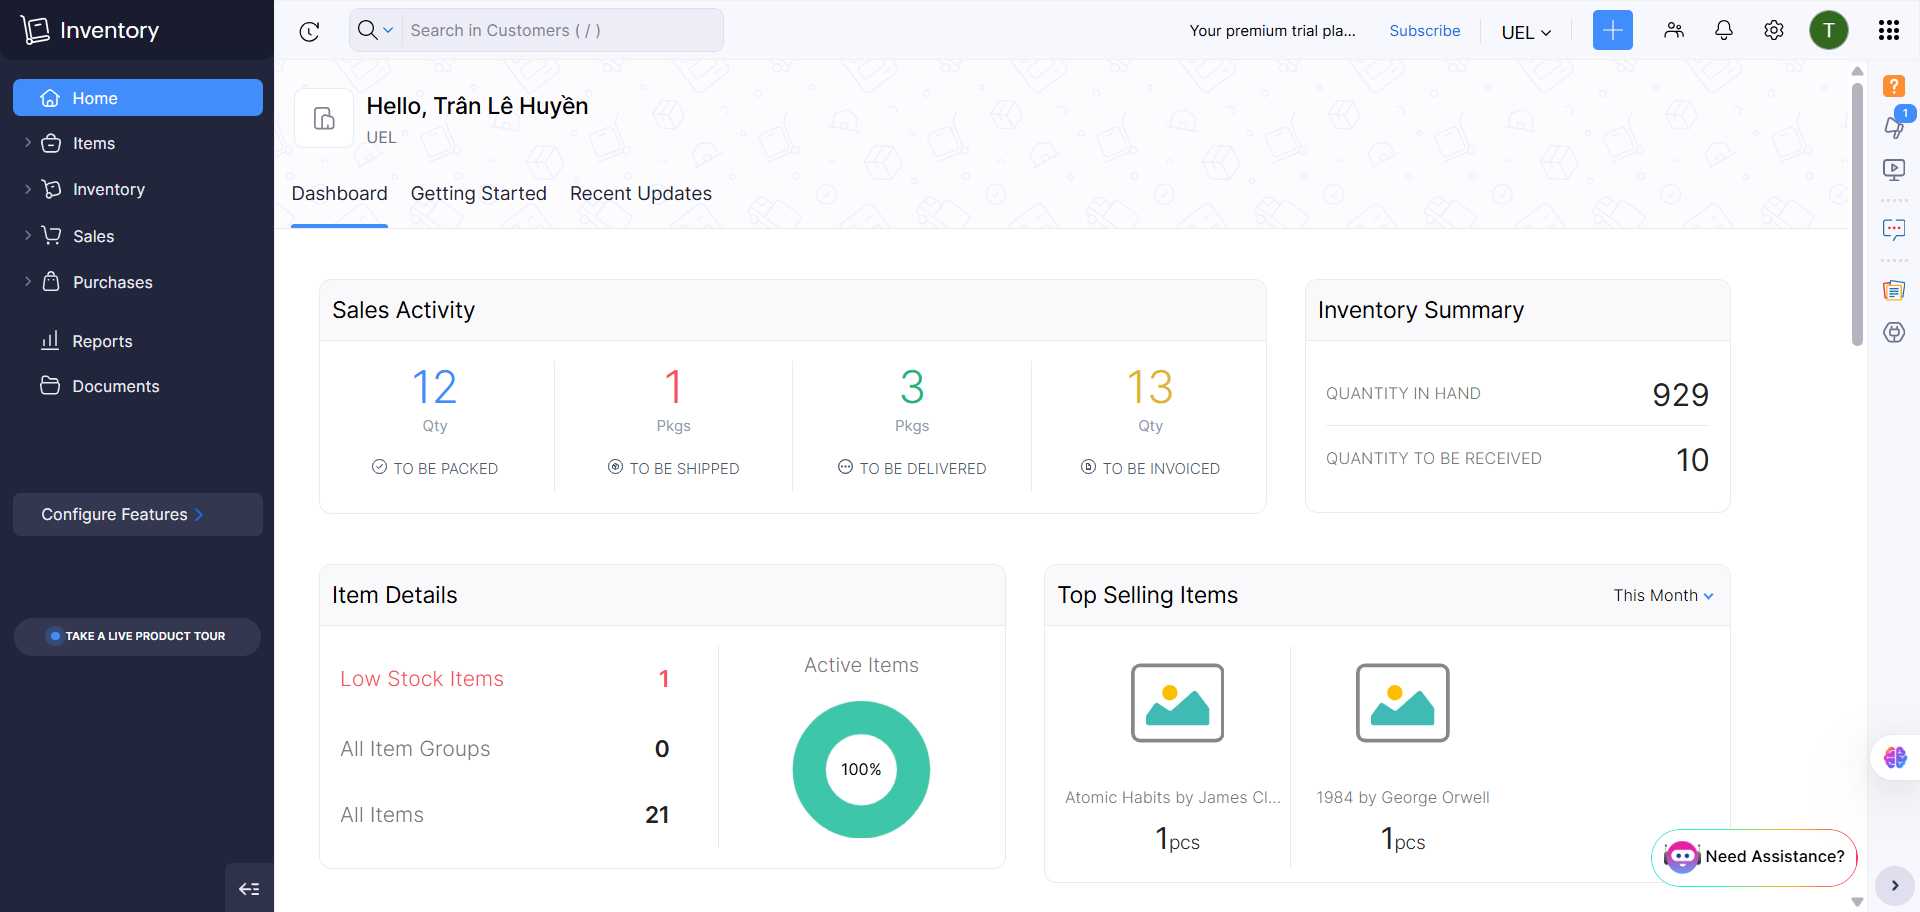 Inventory
Search in Customers ( / )
Your premium trial pla...
Subscribe
UEL
T
Home
Items
Inventory
Sales
Purchases
Reports
Documents
Configure Features
TAKE A LIVE PRODUCT TOUR
Hello, Trân Lê Huyền
UEL
Dashboard
Getting Started
Recent Updates
?
1
Sales Activity
12
Qty
TO BE PACKED
1
Pkgs
TO BE SHIPPED
3
Pkgs
TO BE DELIVERED
13
Qty
TO BE INVOICED
Inventory Summary
QUANTITY IN HAND 929
QUANTITY TO BE RECEIVED 10
Item Details
Low Stock Items 1
All Item Groups 0
All Items 21
Active Items
100%
Top Selling Items
This Month
Atomic Habits by James Cl...
1pcs
1984 by George Orwell
1pcs
Need Assistance?